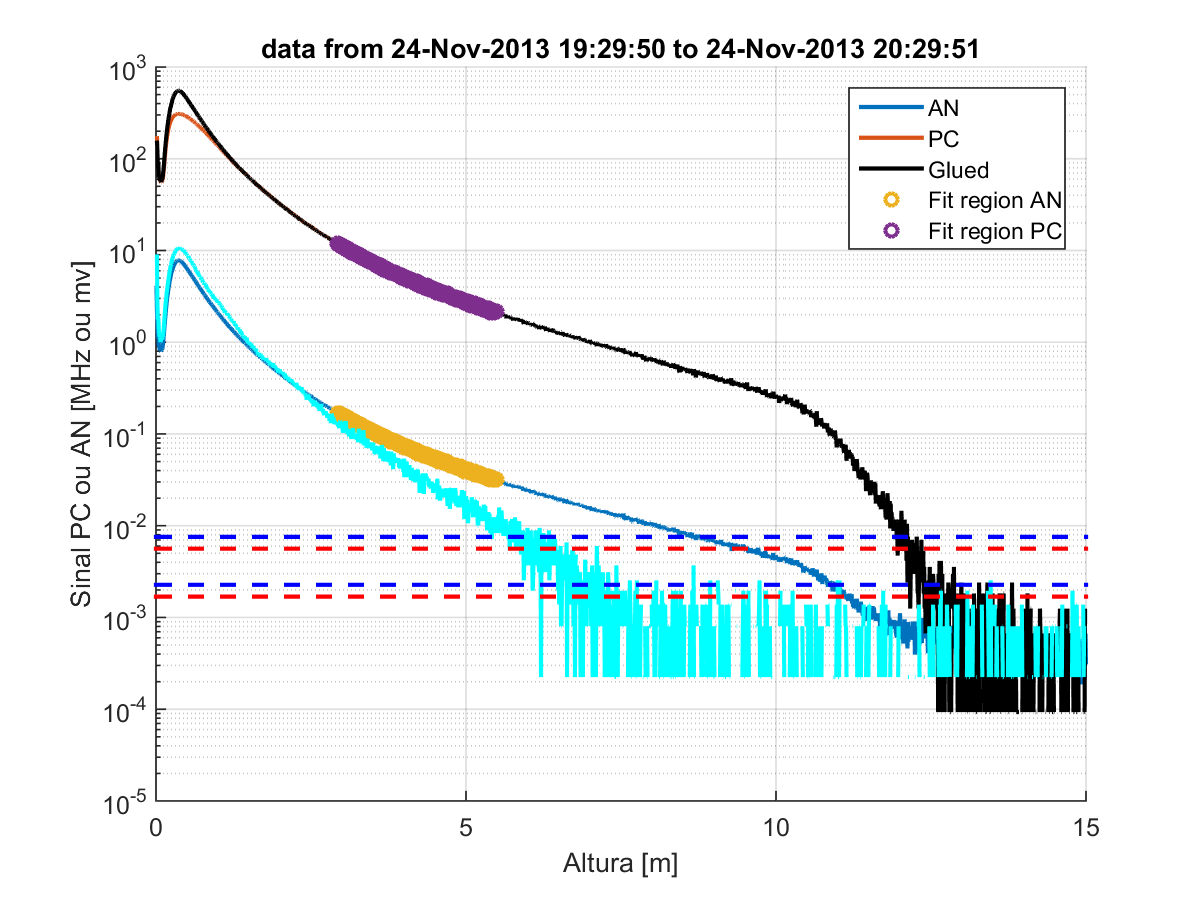 data from 24-Nov-2013 19:29:50 to 24-Nov-2013 20:29:51
AN
PC
Glued
Fit region AN
Fit region PC
Sinal PC ou AN [MHz ou mv]
10^3
10^2
10^1
10^0
10^-1
10^-2
10^-3
10^-4
10^-5
0 5 10 15
Altura [m]